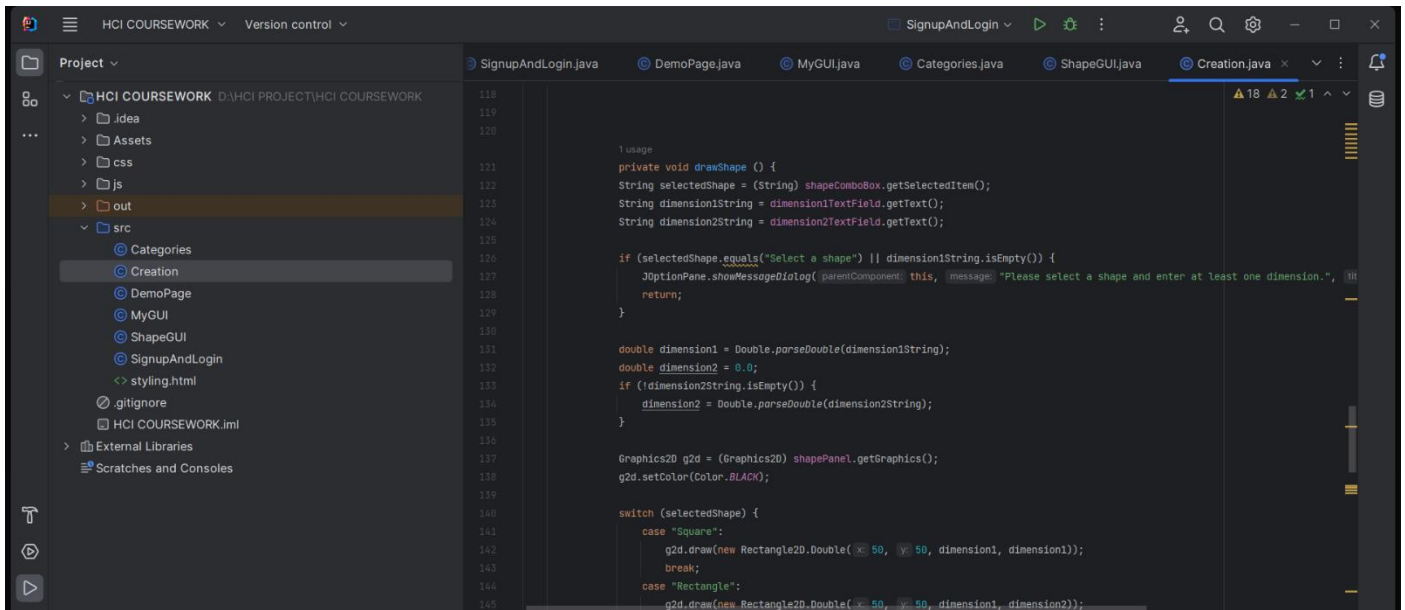 HCI COURSEWORK Version control SignupAndLogin
Project
HCI COURSEWORK D:\HCI PROJECT\HCI COURSEWORK
.idea
Assets
css
js
out
src
Categories
Creation
DemoPage
MyGUI
ShapeGUI
SignupAndLogin
<> styling.html
.gitignore
HCI COURSEWORK.iml
External Libraries
Scratches and Consoles
SignupAndLogin.java DemoPage.java MyGUI.java Categories.java ShapeGUI.java Creation.java
18 2 1
118
119
120
1 usage
121 private void drawShape () {
122 String selectedShape = (String) shapeComboBox.getSelectedItem();
123 String dimension1String = dimension1TextField.getText();
124 String dimension2String = dimension2TextField.getText();
125
126 if (selectedShape.equals("Select a shape") || dimension1String.isEmpty()) {
127 JOptionPane.showMessageDialog( parentComponent: this, message: "Please select a shape and enter at least one dimension.", tit
128 return;
129 }
130
131 double dimension1 = Double.parseDouble(dimension1String);
132 double dimension2 = 0.0;
133 if (!dimension2String.isEmpty()) {
134 dimension2 = Double.parseDouble(dimension2String);
135 }
136
137 Graphics2D g2d = (Graphics2D) shapePanel.getGraphics();
138 g2d.setColor(Color.BLACK);
139
140 switch (selectedShape) {
141 case "Square":
142 g2d.draw(new Rectangle2D.Double( x: 50, y: 50, dimension1, dimension1));
143 break;
144 case "Rectangle":
145 g2d.draw(new Rectangle2D.Double( x: 50, y: 50, dimension1, dimension2));